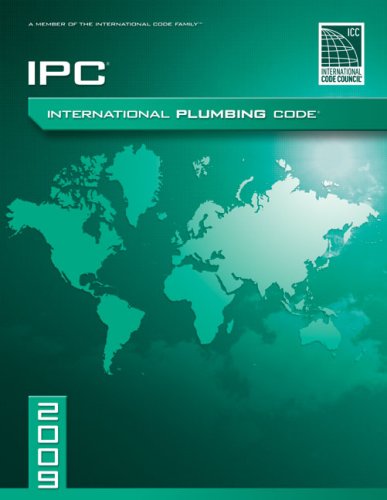 A MEMBER OF THE INTERNATIONAL CODE FAMILY™
ICC
INTERNATIONAL
CODE COUNCIL®
IPC®
INTERNATIONAL PLUMBING CODE®
2009